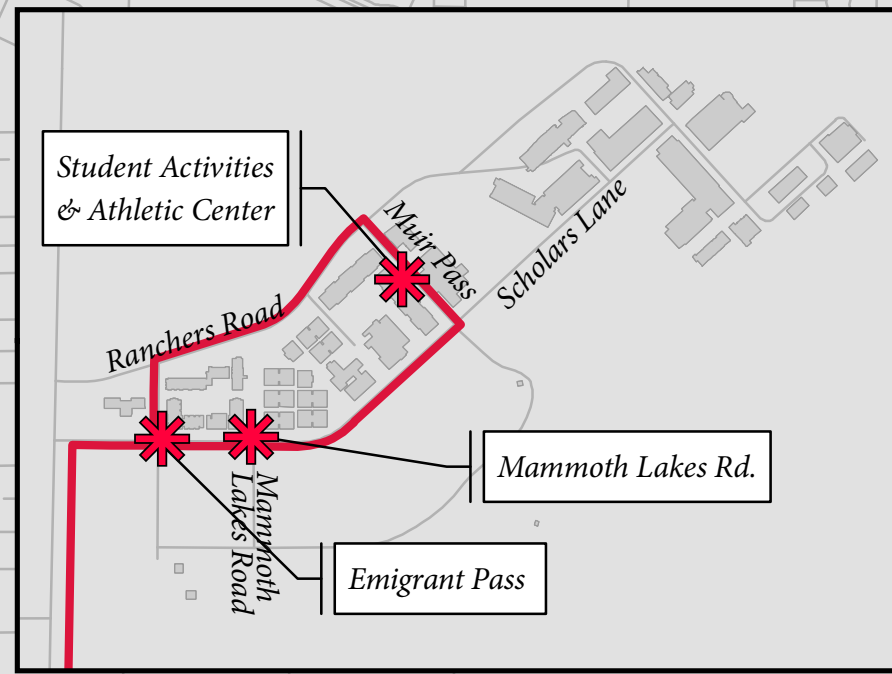 Student Activities
& Athletic Center
Muir Pass
Scholars Lane
Ranchers Road
Mammoth Lakes Rd.
Mammoth
Lakes Road
Emigrant Pass